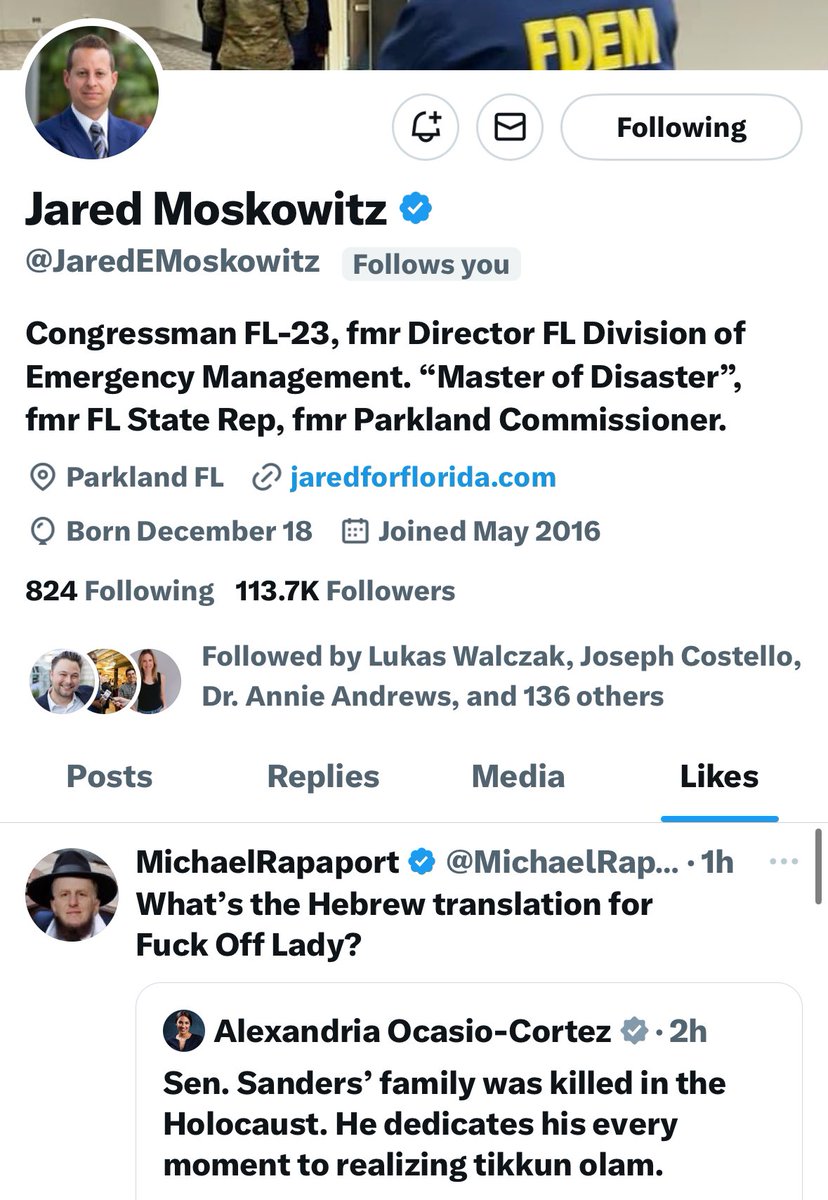 FDEM
Following
Jared Moskowitz
@JaredEMoskowitz Follows you
Congressman FL-23, fmr Director FL Division of
Emergency Management. “Master of Disaster”,
fmr FL State Rep, fmr Parkland Commissioner.
Parkland FL jaredforflorida.com
Born December 18 Joined May 2016
824 Following 113.7K Followers
Followed by Lukas Walczak, Joseph Costello,
Dr. Annie Andrews, and 136 others
Posts Replies Media Likes
MichaelRapaport @MichaelRap... · 1h
What’s the Hebrew translation for
Fuck Off Lady?
Alexandria Ocasio-Cortez · 2h
Sen. Sanders’ family was killed in the
Holocaust. He dedicates his every
moment to realizing tikkun olam.